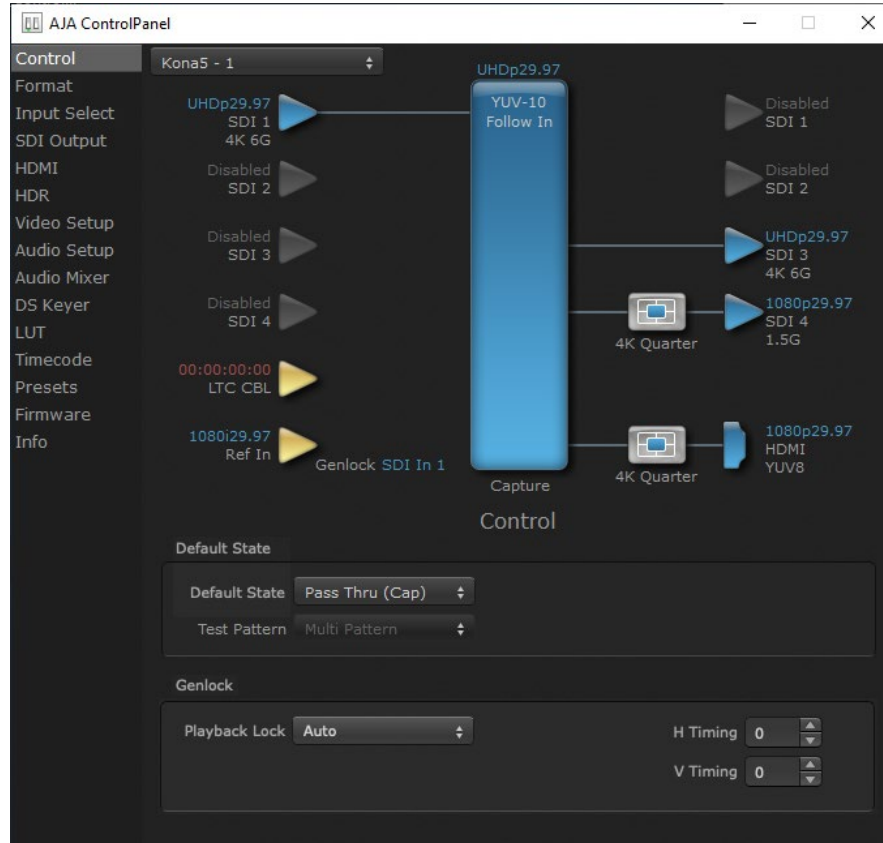 AJA ControlPanel
Control
Format
Input Select
SDI Output
HDMI
HDR
Video Setup
Audio Setup
Audio Mixer
DS Keyer
LUT
Timecode
Presets
Firmware
Info
Kona5 - 1
UHDp29.97
YUV-10
Follow In
UHDp29.97
SDI 1
4K 6G
Disabled
SDI 2
Disabled
SDI 3
Disabled
SDI 4
00:00:00:00
LTC CBL
1080i29.97
Ref In
Genlock SDI In 1
Capture
Disabled
SDI 1
Disabled
SDI 2
UHDp29.97
SDI 3
4K 6G
4K Quarter
1080p29.97
SDI 4
1.5G
4K Quarter
1080p29.97
HDMI
YUV8
Control
Default State
Default State Pass Thru (Cap)
Test Pattern Multi Pattern
Genlock
Playback Lock Auto
H Timing 0
V Timing 0